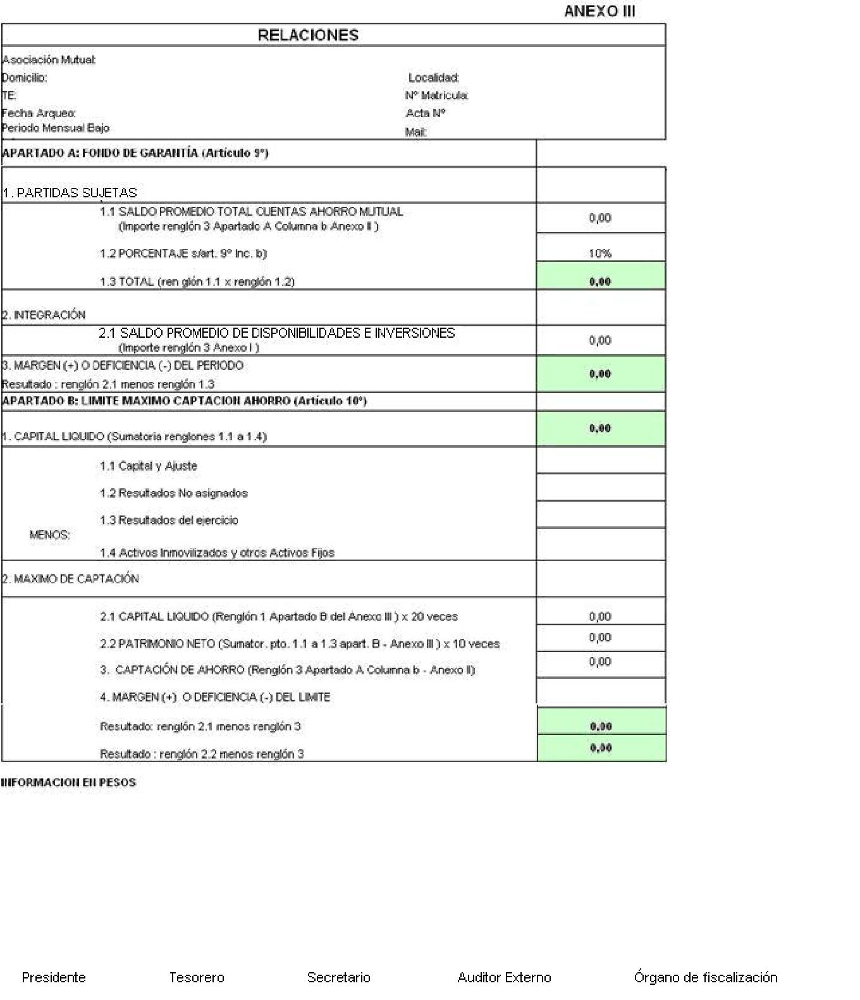 ANEXO III
RELACIONES
Asociación Mutual:
Domicilio: Localidad:
TE: Nº Matricula:
Fecha Arqueo: Acta Nº
Periodo Mensual Bajo
Mail:
APARTADO A: FONDO DE GARANTÍA (Artículo 9º)
1. PARTIDAS SUJETAS
1.1 SALDO PROMEDIO TOTAL CUENTAS AHORRO MUTUAL
(Importe renglón 3 Apartado A Columna b Anexo II ) 0,00
1.2 PORCENTAJE s/art. 9º Inc. b) 10%
1.3 TOTAL (ren glón 1.1 x renglón 1.2) 0,00
2. INTEGRACIÓN
2.1 SALDO PROMEDIO DE DISPONIBILIDADES E INVERSIONES
(Importe renglón 3 Anexo I ) 0,00
3. MARGEN (+) O DEFICIENCIA (-) DEL PERIODO
Resultado : renglón 2.1 menos renglón 1.3 0,00
APARTADO B: LIMITE MAXIMO CAPTACION AHORRO (Artículo 10º)
1. CAPITAL LIQUIDO (Sumatoria renglones 1.1 a 1.4) 0,00
1.1 Capital y Ajuste
1.2 Resultados No asignados
1.3 Resultados del ejercicio
MENOS:
1.4 Activos Inmovilizados y otros Activos Fijos
2. MAXIMO DE CAPTACIÓN
2.1 CAPITAL LIQUIDO (Renglón 1 Apartado B del Anexo III ) x 20 veces 0,00
2.2 PATRIMONIO NETO (Sumator. pto. 1.1 a 1.3 apart. B - Anexo III ) x 10 veces 0,00
3. CAPTACIÓN DE AHORRO (Renglón 3 Apartado A Columna b - Anexo II) 0,00
4. MARGEN (+) O DEFICIENCIA (-) DEL LIMITE
Resultado: renglón 2.1 menos renglón 3 0,00
Resultado : renglón 2.2 menos renglón 3 0,00
INFORMACION EN PESOS
Presidente Tesorero Secretario Auditor Externo Órgano de fiscalización